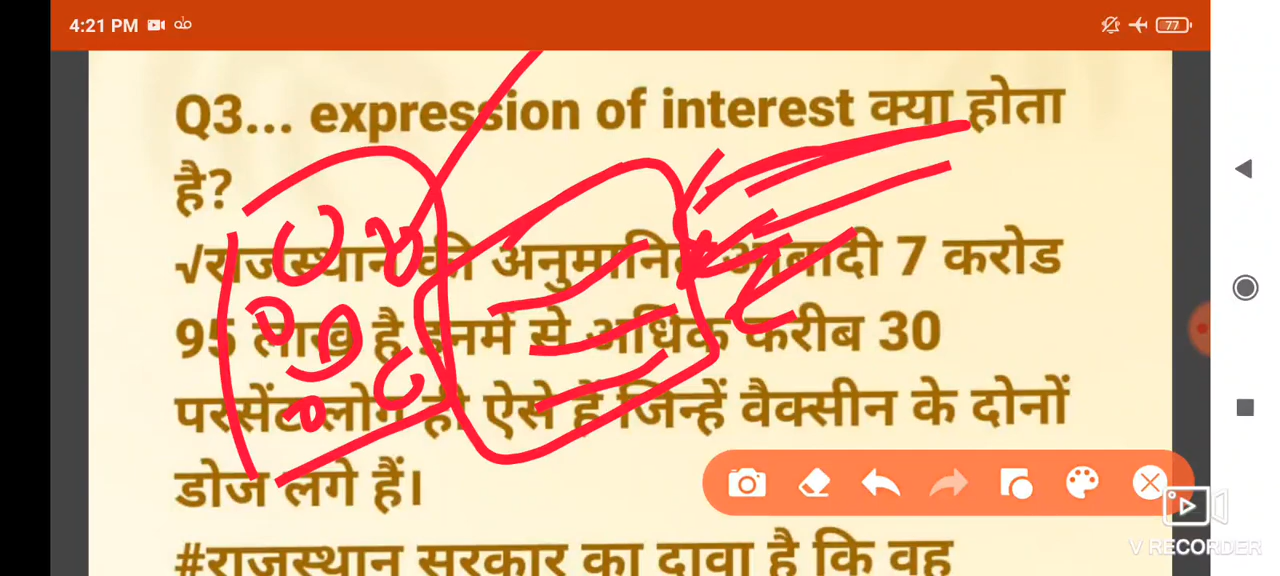 4:21 PM
77
Q3... expression of interest क्या होता
है?
√राजस्थान की अनुमानित आबादी 7 करोड
95 लाख है इनमें से अधिक करीब 30
परसेंट लोग ही ऐसे हैं जिन्हें वैक्सीन के दोनों
डोज लगे हैं।
#राजस्थान सरकार का दावा है कि वह
V RECORDER